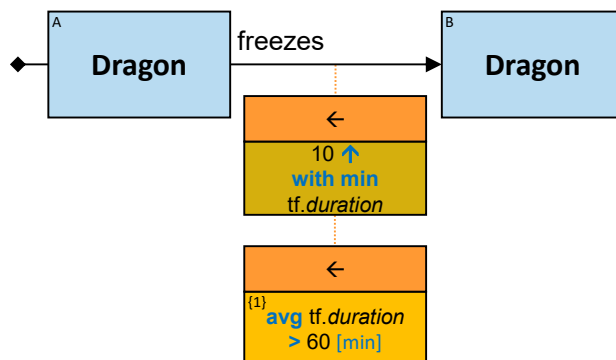 A
Dragon
freezes
B
Dragon
←
10 ↑
with min
tf.duration
←
{1}
avg tf.duration
> 60 [min]